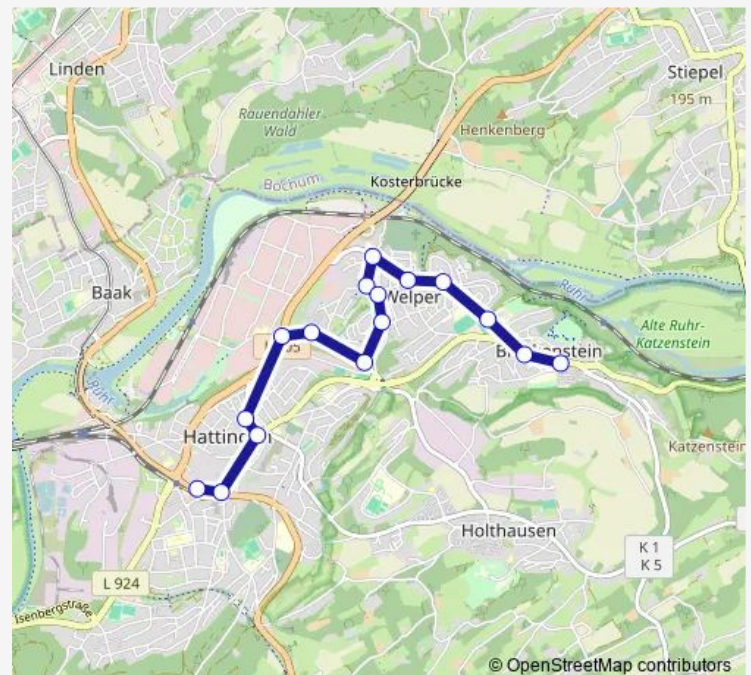 Linden
Stiepel
195 m
Rauendahler
Wald
Henkenberg
Bochum
Kosterbrücke
Ruhr
Baak
Welper
Alte Ruhr-
Katzenstein
Ruhr
Katzenstein
Holthausen
K 1
K 5
L 924
Isenbergstraße
© OpenStreetMap contributors